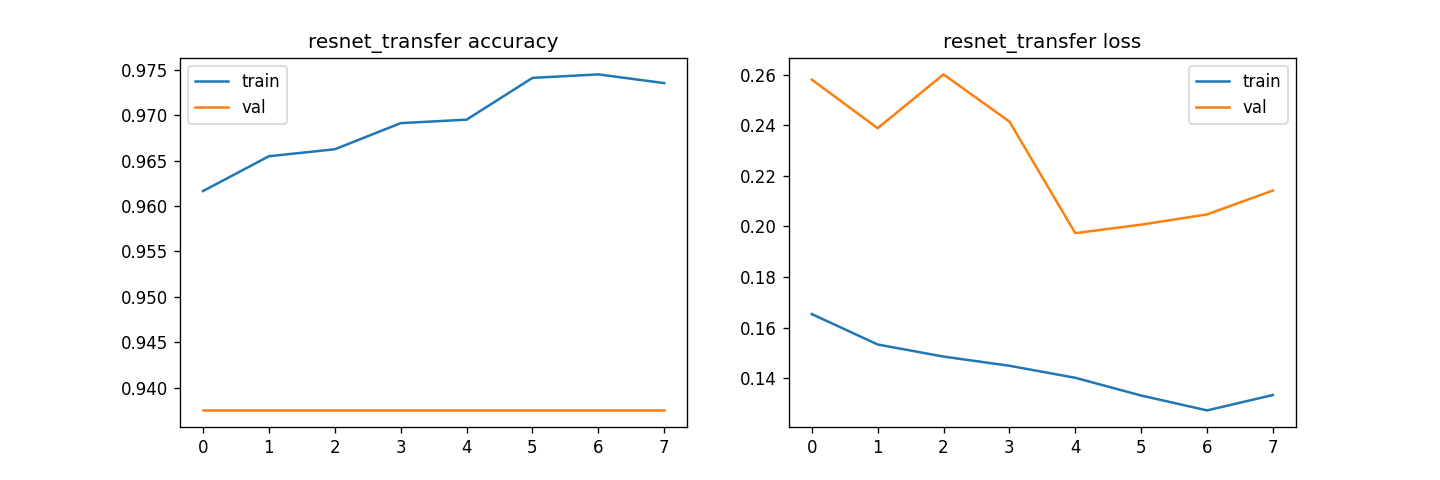 resnet_transfer accuracy
0.975
0.970
0.965
0.960
0.955
0.950
0.945
0.940
train
val
0 1 2 3 4 5 6 7
resnet_transfer loss
0.26
0.24
0.22
0.20
0.18
0.16
0.14
train
val
0 1 2 3 4 5 6 7